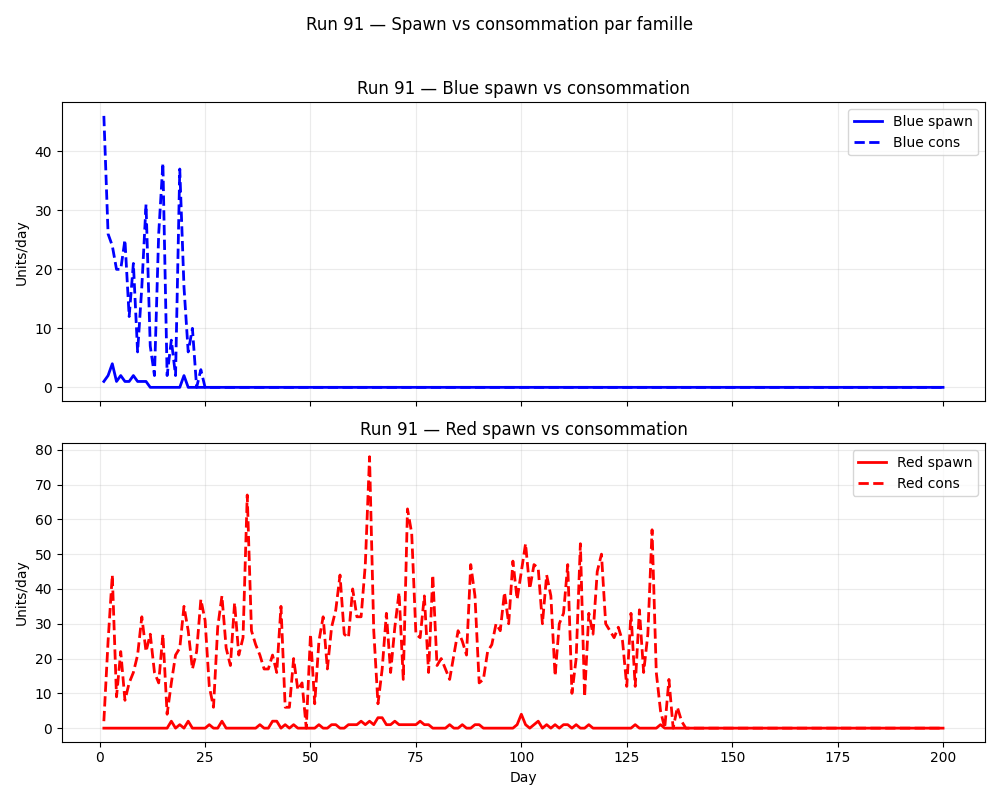 Run 91 — Spawn vs consommation par famille
Run 91 — Blue spawn vs consommation
Blue spawn
Blue cons
40
30
20
10
0
Units/day
Run 91 — Red spawn vs consommation
Red spawn
Red cons
80
70
60
50
40
30
20
10
0
Units/day
0 25 50 75 100 125 150 175 200
Day